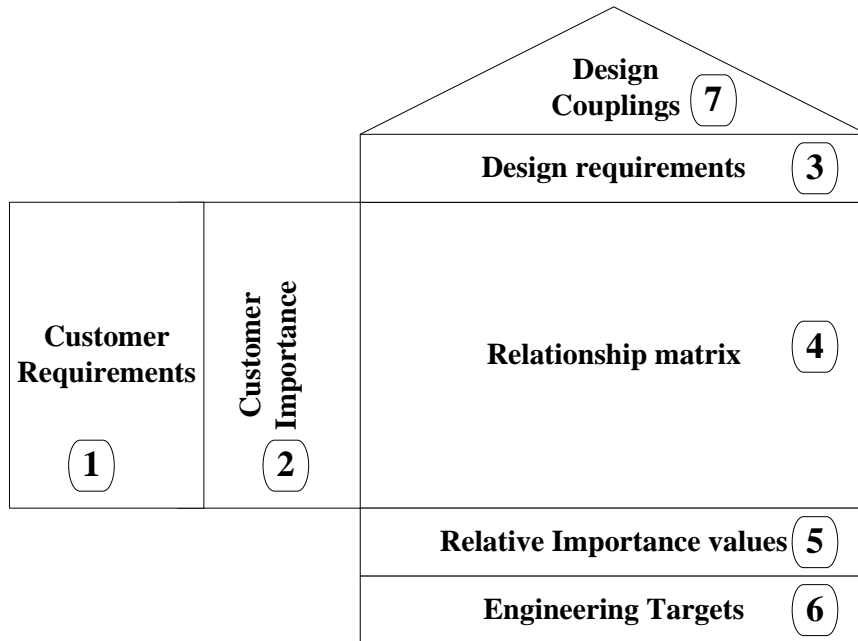 Design
Couplings 7
Design requirements 3
Customer
Requirements
1
Customer
Importance
2
Relationship matrix 4
Relative Importance values 5
Engineering Targets 6